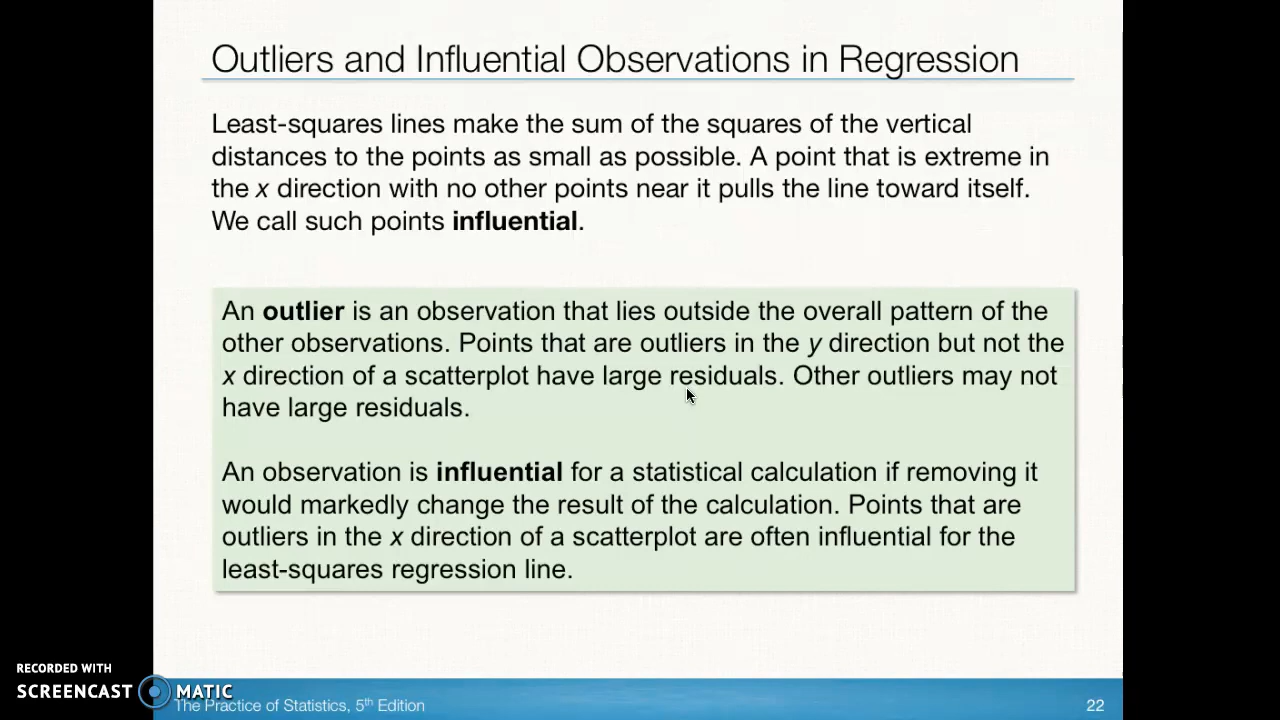 Outliers and Influential Observations in Regression
Least-squares lines make the sum of the squares of the vertical
distances to the points as small as possible. A point that is extreme in
the x direction with no other points near it pulls the line toward itself.
We call such points influential.
An outlier is an observation that lies outside the overall pattern of the
other observations. Points that are outliers in the y direction but not the
x direction of a scatterplot have large residuals. Other outliers may not
have large residuals.
An observation is influential for a statistical calculation if removing it
would markedly change the result of the calculation. Points that are
outliers in the x direction of a scatterplot are often influential for the
least-squares regression line.
RECORDED WITH
SCREENCAST MATIC
The Practice of Statistics, 5th Edition
22